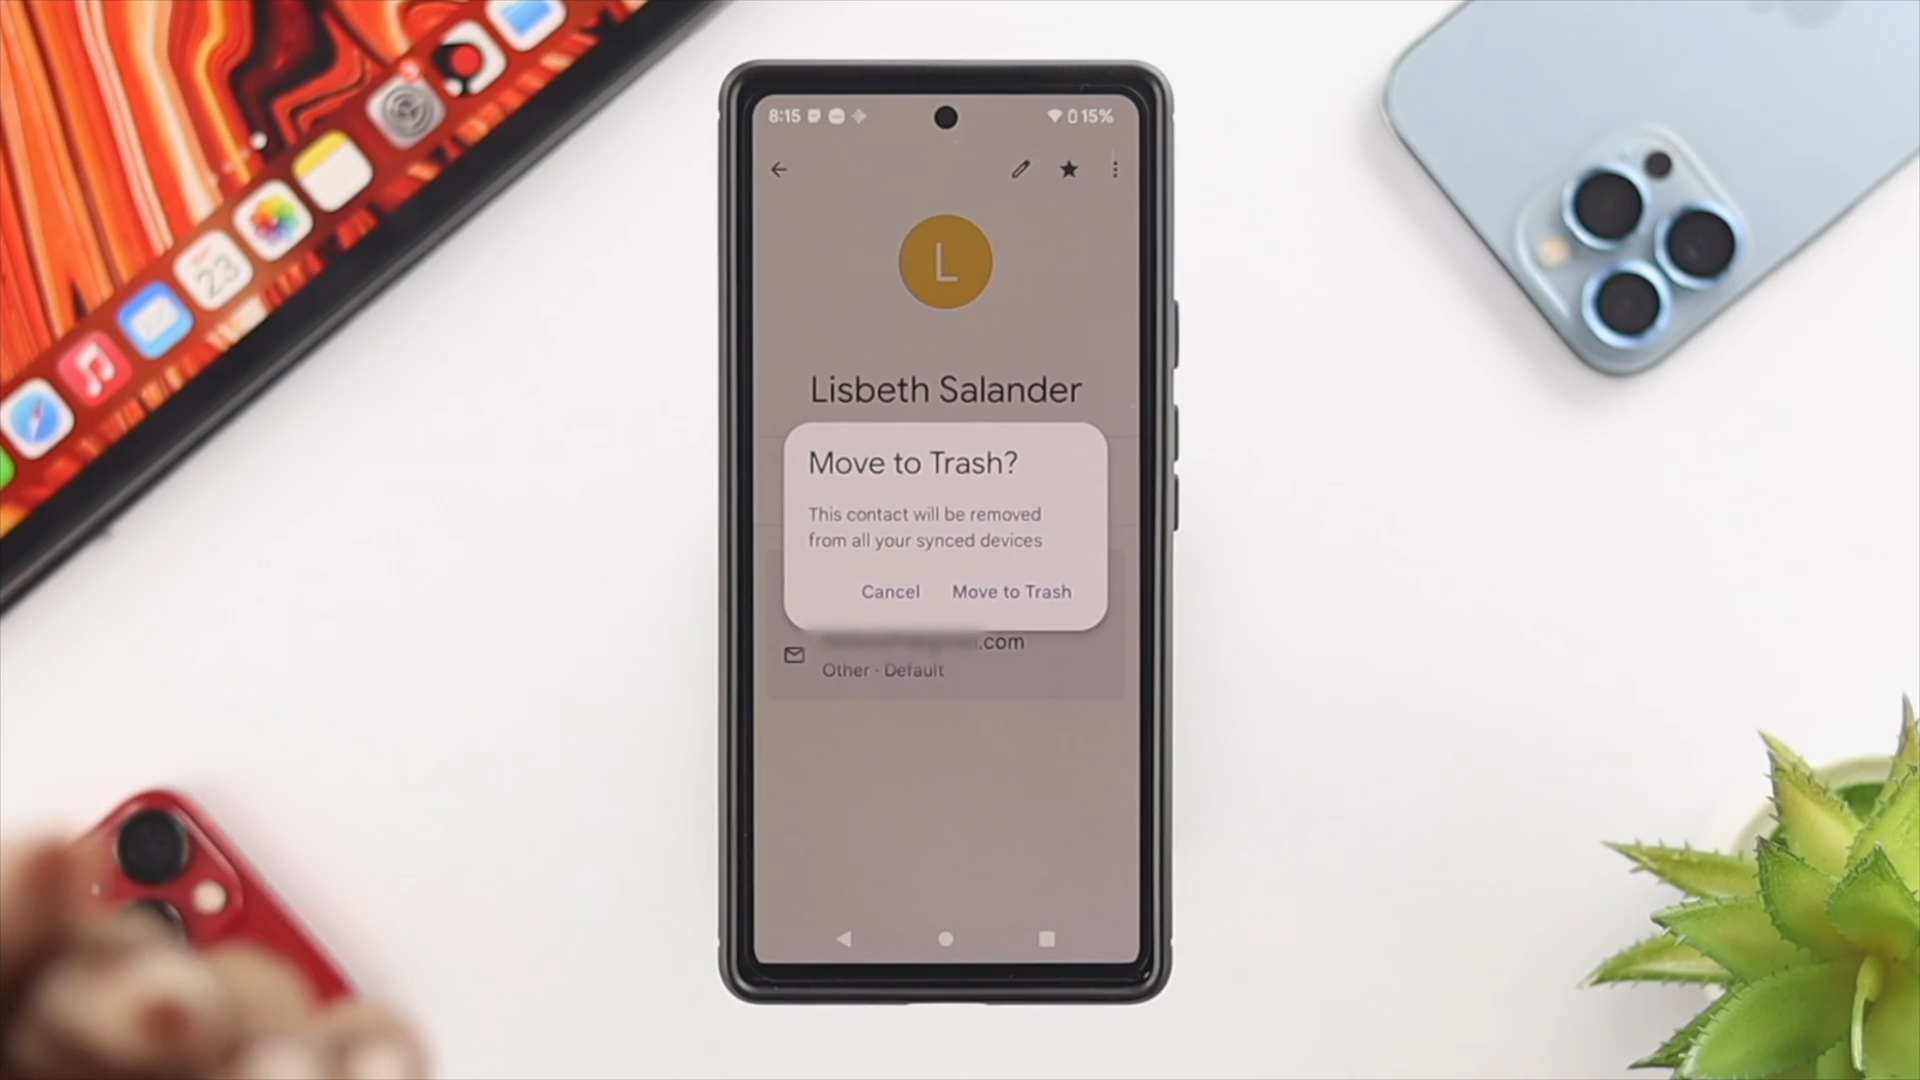 8:15
15%
L
Lisbeth Salander
Move to Trash?
This contact will be removed
from all your synced devices
Cancel Move to Trash
.com
Other · Default
23